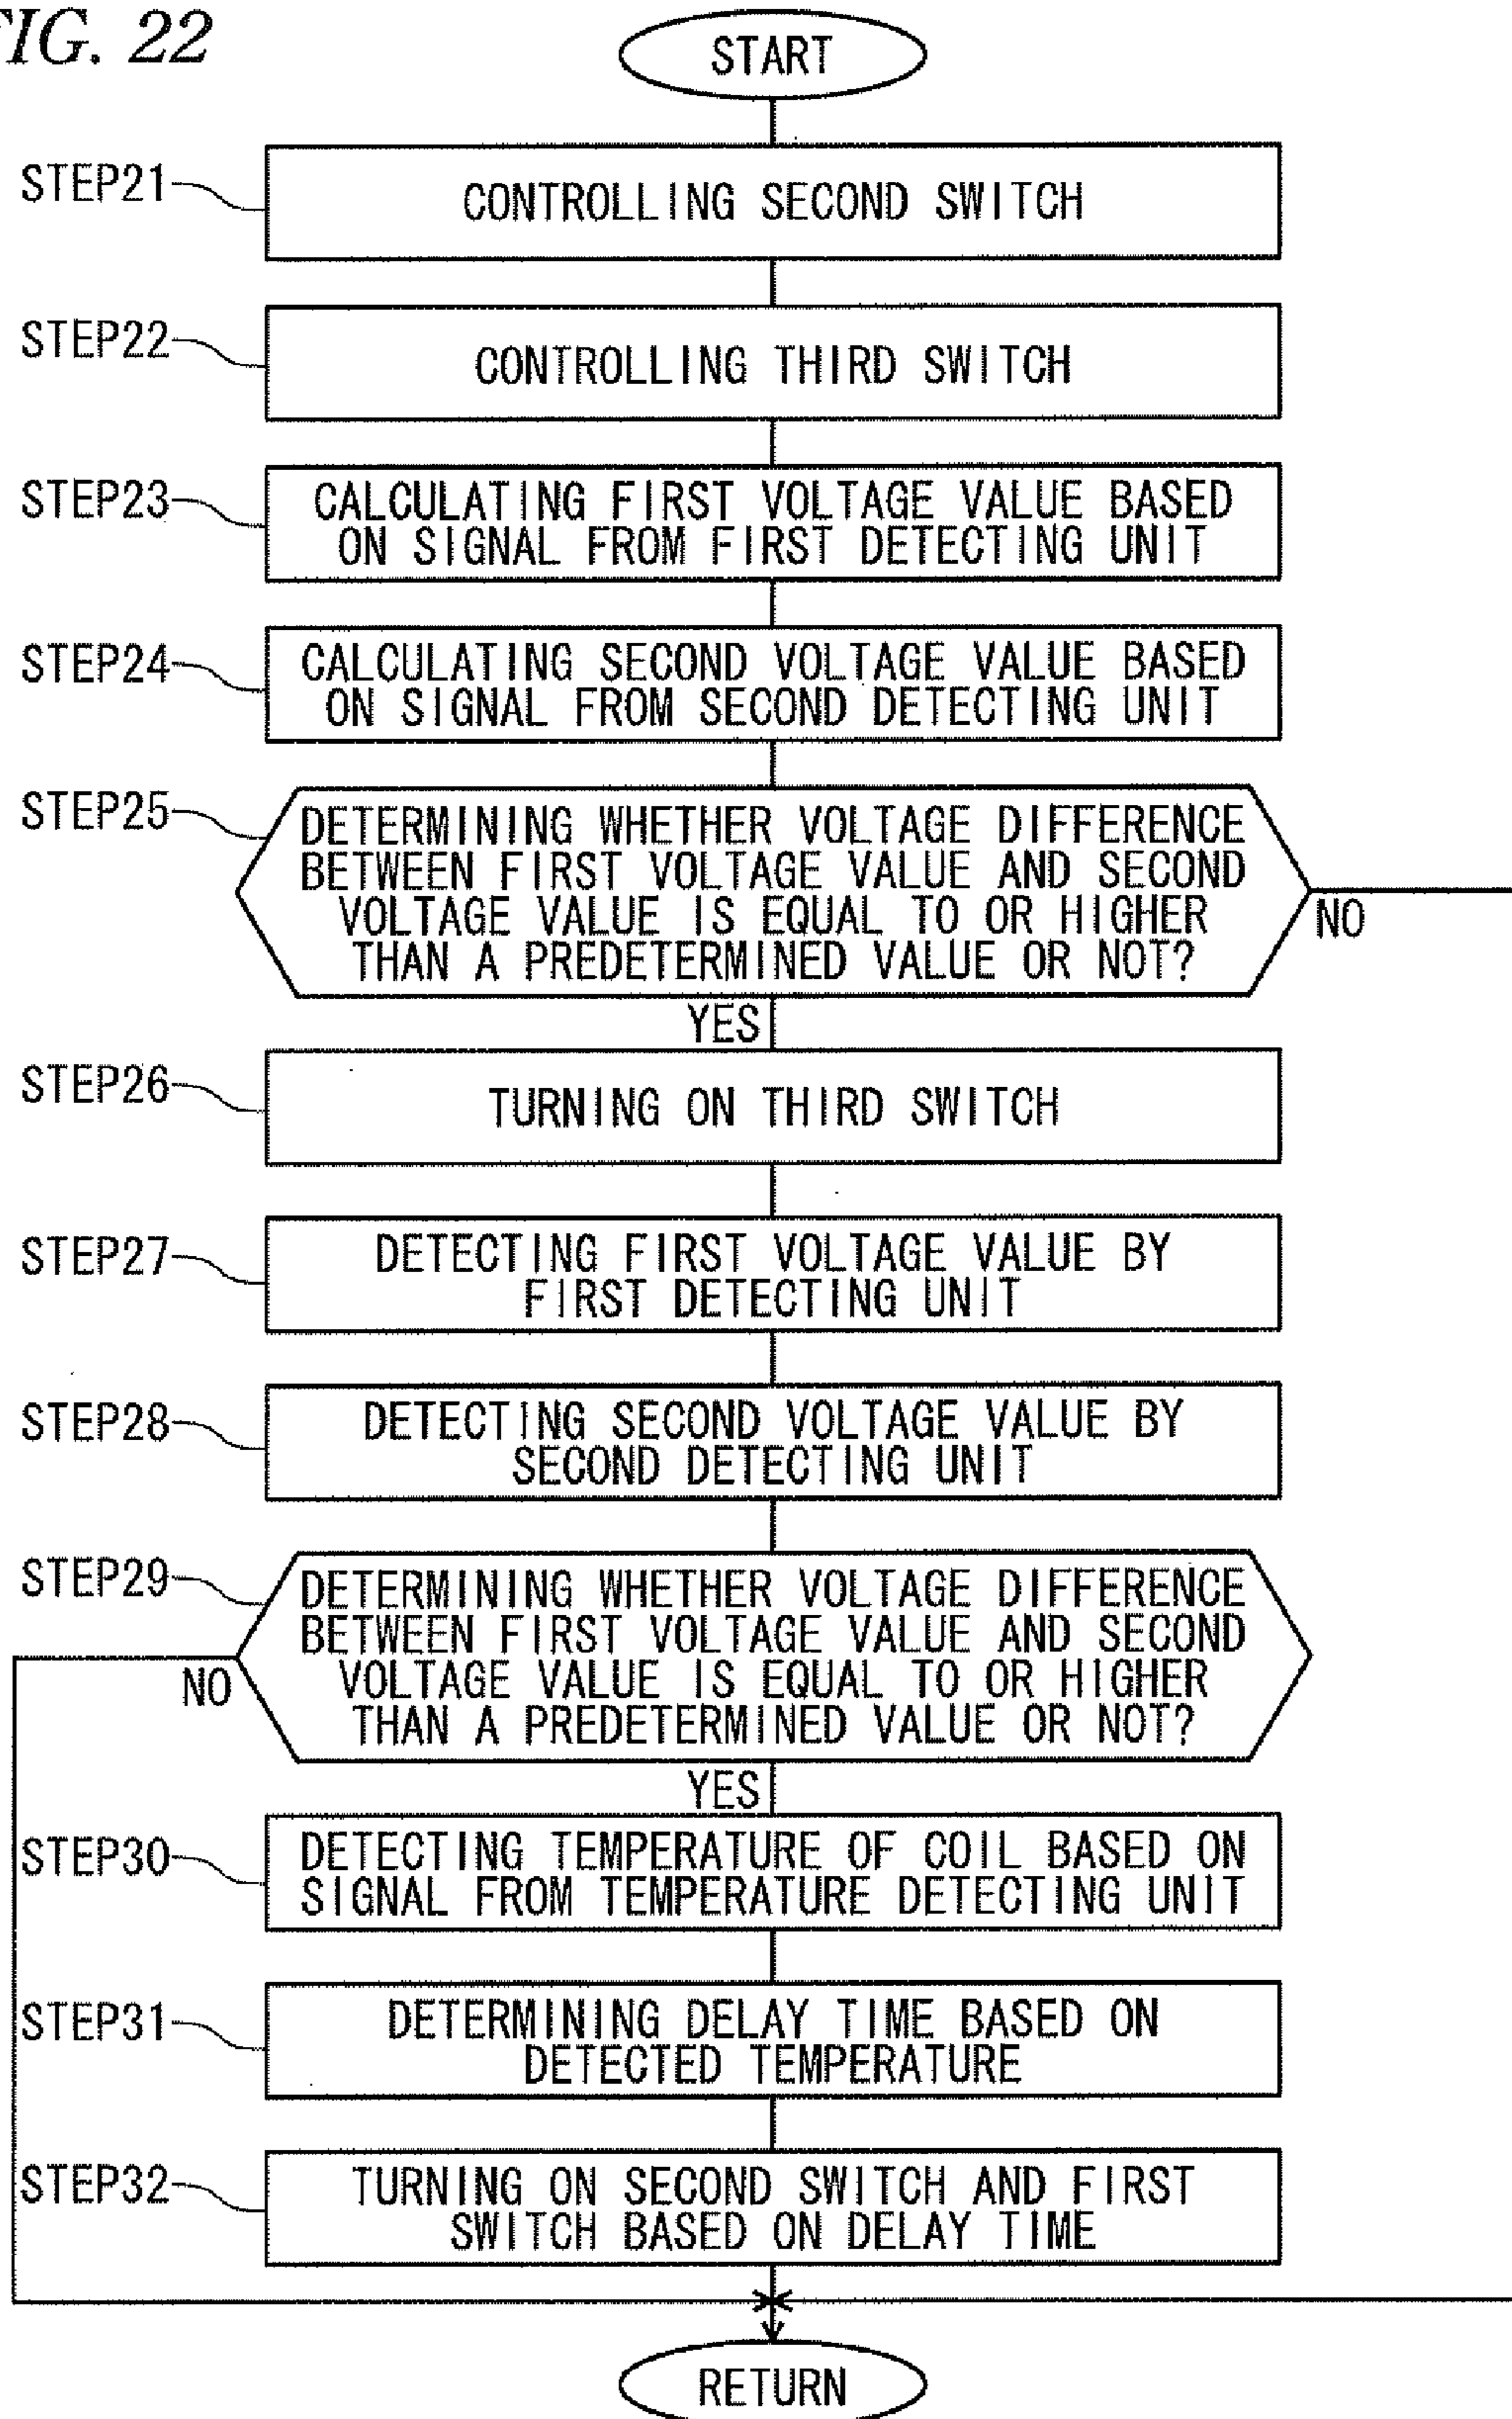 FIG. 22
START
STEP21
CONTROLLING SECOND SWITCH
STEP22
CONTROLLING THIRD SWITCH
STEP23
CALCULATING FIRST VOLTAGE VALUE BASED
ON SIGNAL FROM FIRST DETECTING UNIT
STEP24
CALCULATING SECOND VOLTAGE VALUE BASED
ON SIGNAL FROM SECOND DETECTING UNIT
STEP25
DETERMINING WHETHER VOLTAGE DIFFERENCE
BETWEEN FIRST VOLTAGE VALUE AND SECOND
VOLTAGE VALUE IS EQUAL TO OR HIGHER
THAN A PREDETERMINED VALUE OR NOT?
NO
YES
STEP26
TURNING ON THIRD SWITCH
STEP27
DETECTING FIRST VOLTAGE VALUE BY
FIRST DETECTING UNIT
STEP28
DETECTING SECOND VOLTAGE VALUE BY
SECOND DETECTING UNIT
STEP29
DETERMINING WHETHER VOLTAGE DIFFERENCE
BETWEEN FIRST VOLTAGE VALUE AND SECOND
VOLTAGE VALUE IS EQUAL TO OR HIGHER
THAN A PREDETERMINED VALUE OR NOT?
NO
YES
STEP30
DETECTING TEMPERATURE OF COIL BASED ON
SIGNAL FROM TEMPERATURE DETECTING UNIT
STEP31
DETERMINING DELAY TIME BASED ON
DETECTED TEMPERATURE
STEP32
TURNING ON SECOND SWITCH AND FIRST
SWITCH BASED ON DELAY TIME
RETURN